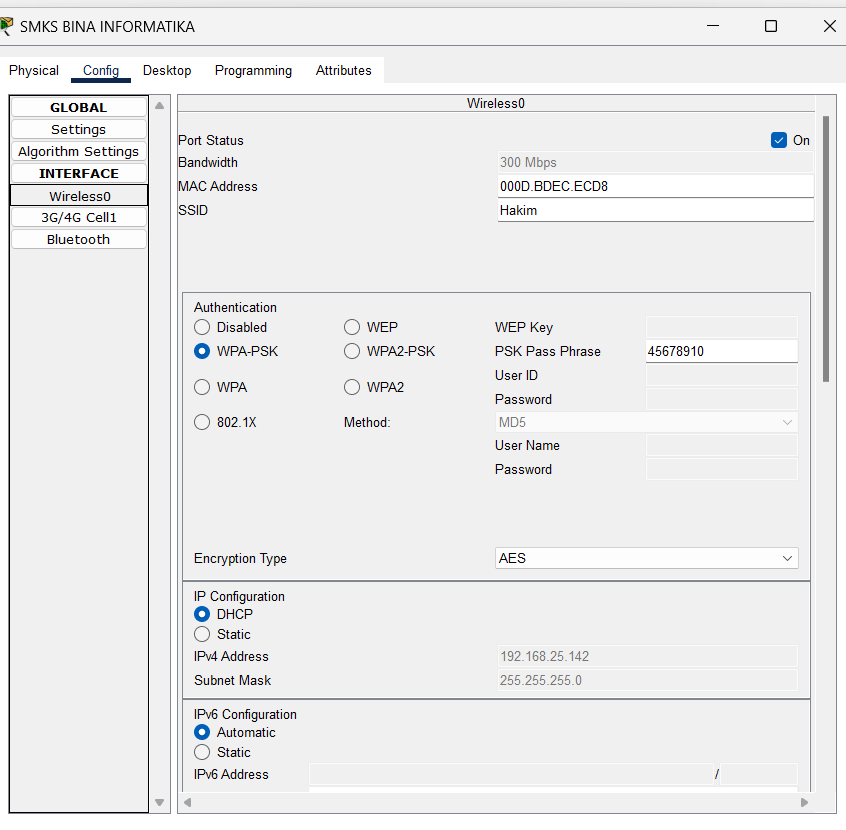 SMKS BINA INFORMATIKA
Physical Config Desktop Programming Attributes
GLOBAL
Settings
Algorithm Settings
INTERFACE
Wireless0
3G/4G Cell1
Bluetooth
Wireless0
Port Status On
Bandwidth 300 Mbps
MAC Address 000D.BDEC.ECD8
SSID Hakim
Authentication
Disabled WEP WEP Key
WPA-PSK WPA2-PSK PSK Pass Phrase 45678910
User ID
WPA WPA2
Password
802.1X Method: MD5
User Name
Password
Encryption Type AES
IP Configuration
DHCP
Static
IPv4 Address 192.168.25.142
Subnet Mask 255.255.255.0
IPv6 Configuration
Automatic
Static
IPv6 Address /